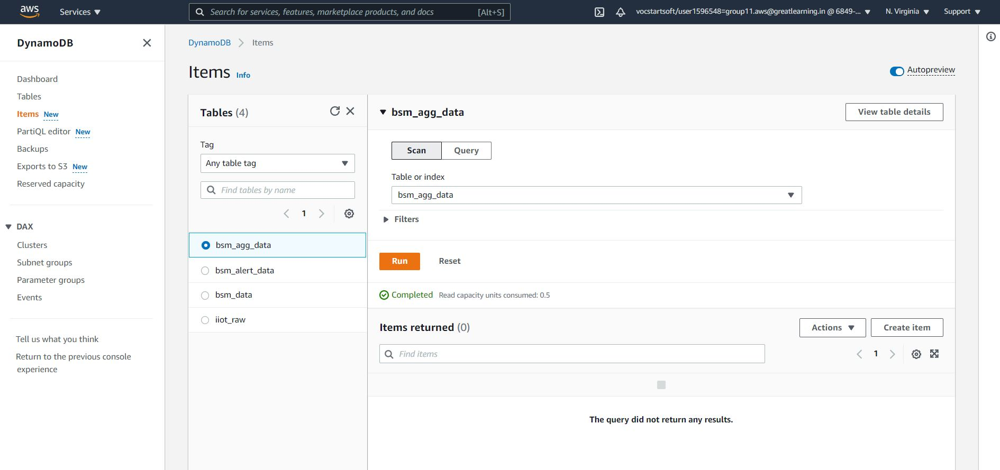 aws
Services
Search for services, features, marketplace products, and docs [Alt+S]
vocstartsoft/user1596548=group11.aws@greatlearning.in @ 6849-...
N. Virginia
Support
DynamoDB
Dashboard
Tables
Items New
PartiQL editor New
Backups
Exports to S3 New
Reserved capacity
DAX
Clusters
Subnet groups
Parameter groups
Events
Tell us what you think
Return to the previous console
experience
DynamoDB
Items
Items Info
Autopreview
Tables (4)
Tag
Any table tag
Find tables by name
1
bsm_agg_data
bsm_alert_data
bsm_data
iiot_raw
bsm_agg_data
View table details
Scan
Query
Table or index
bsm_agg_data
Filters
Run
Reset
Completed Read capacity units consumed: 0.5
Items returned (0)
Actions
Create item
Find items
1
The query did not return any results.